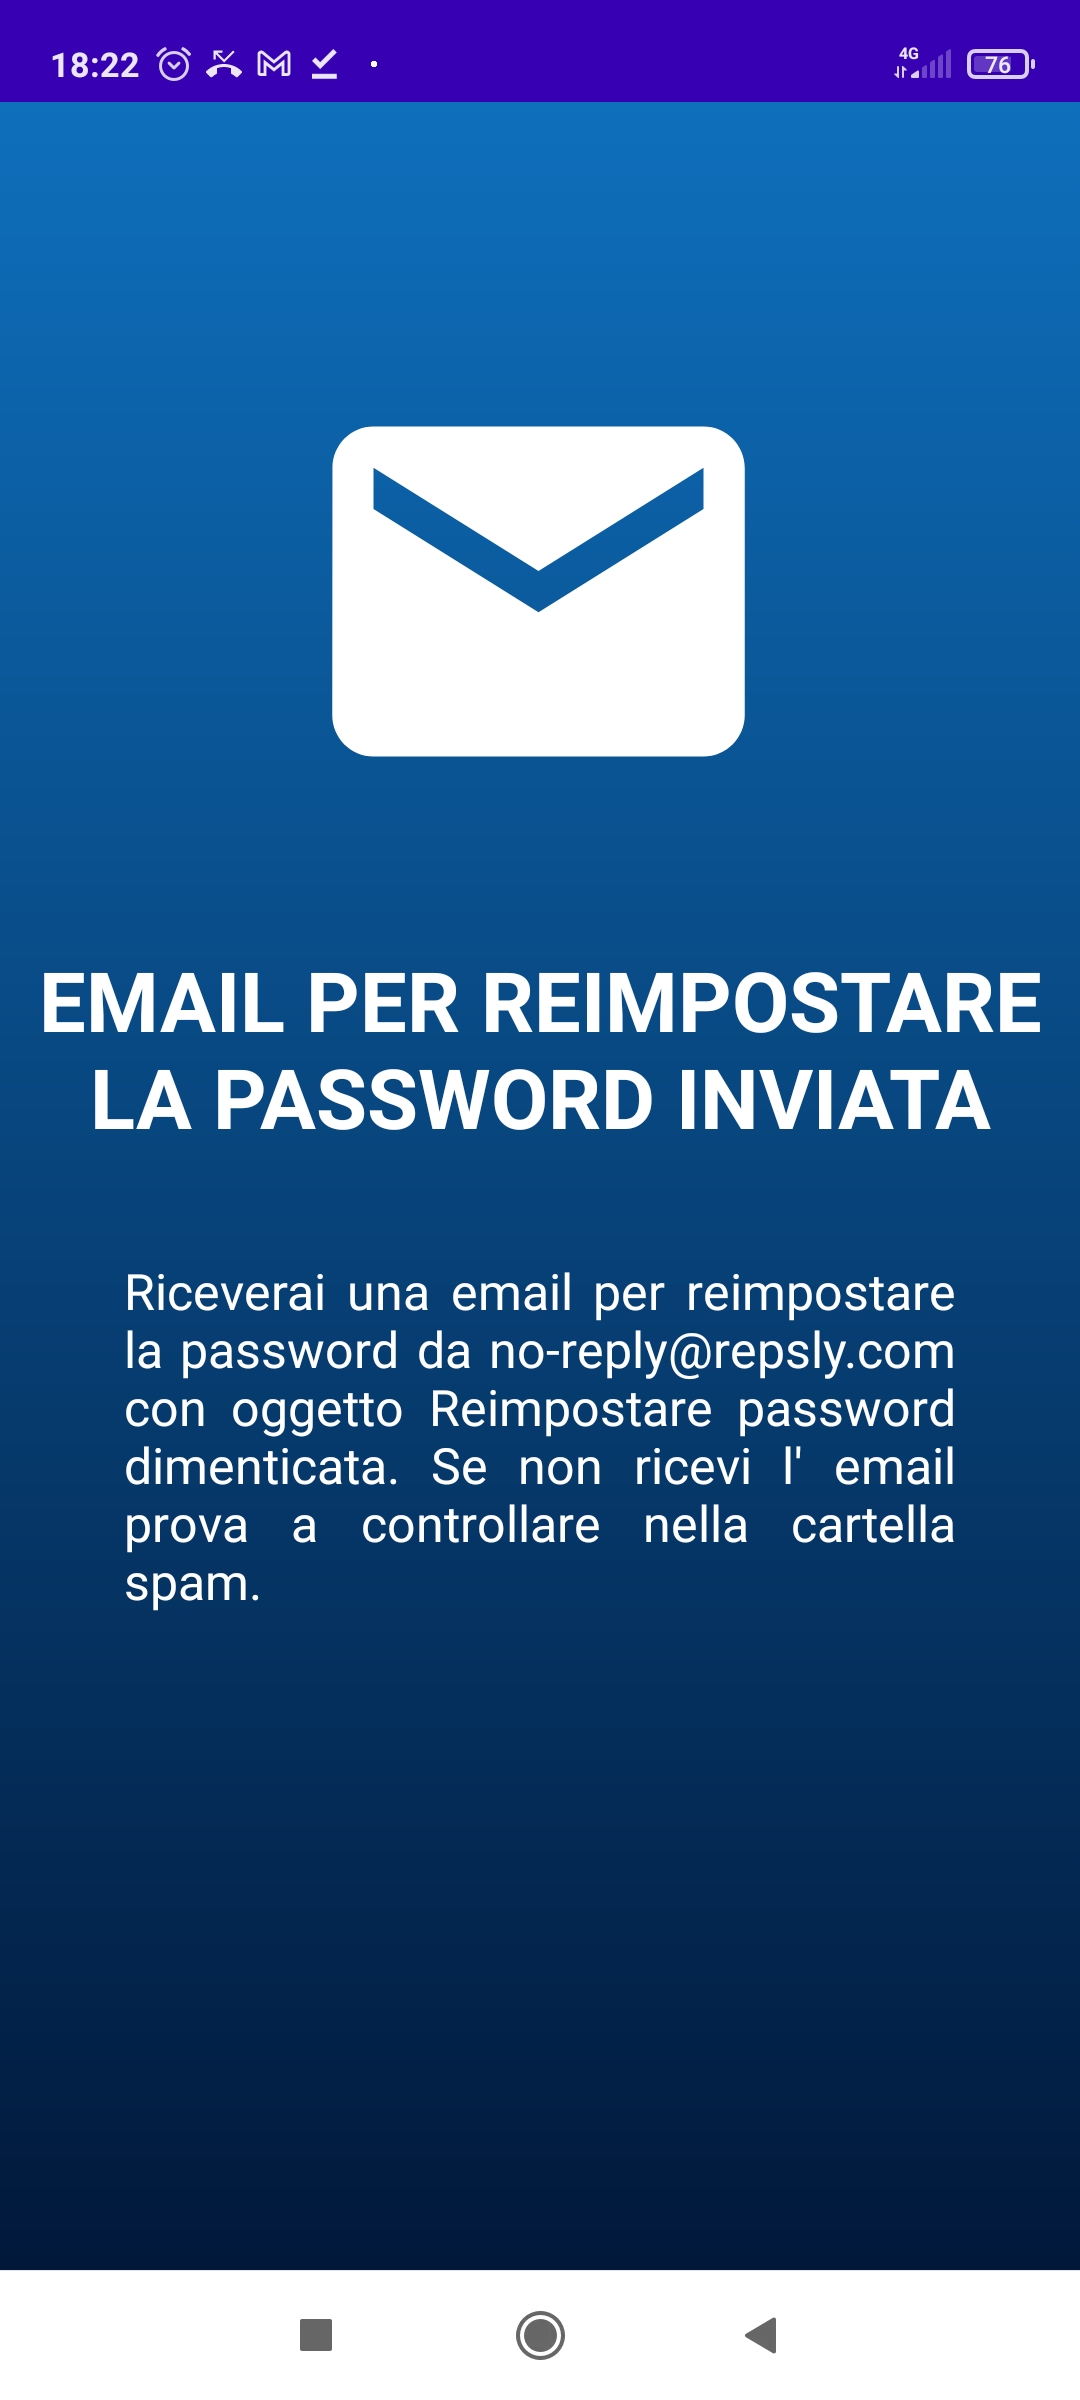 18:22
4G
76
EMAIL PER REIMPOSTARE
LA PASSWORD INVIATA
Riceverai una email per reimpostare
la password da no-reply@repsly.com
con oggetto Reimpostare password
dimenticata. Se non ricevi l' email
prova a controllare nella cartella
spam.